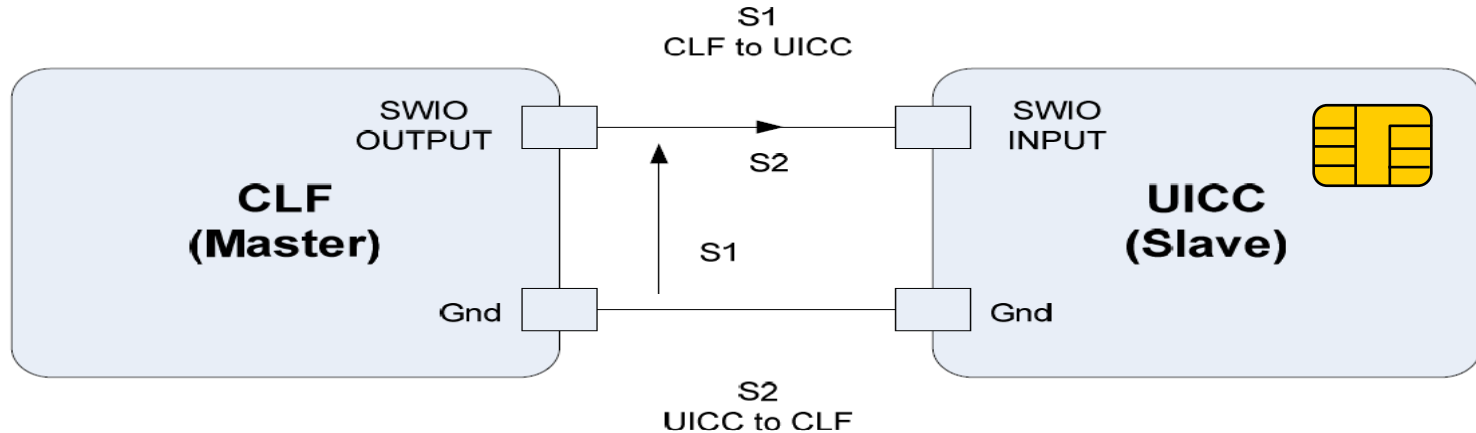 S1
CLF to UICC
SWIO
OUTPUT
SWIO
INPUT
S2
CLF
(Master)
UICC
(Slave)
S1
Gnd
Gnd
S2
UICC to CLF